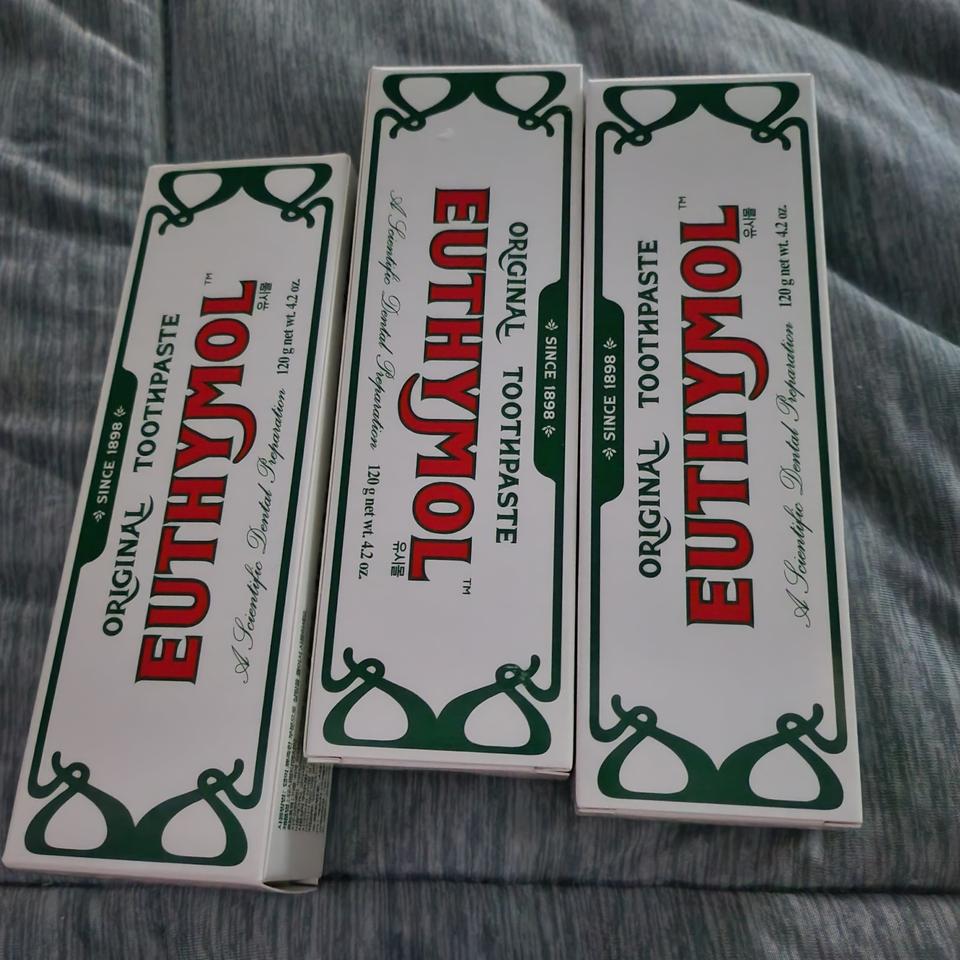 SINCE 1898
ORIGINAL TOOTHPASTE
EUTHYMOL™
유시몰
A Scientific Dental Preparation 120 g net wt. 4.2 oz.
SINCE 1898
ORIGINAL TOOTHPASTE
EUTHYMOL™
유시몰
A Scientific Dental Preparation 120 g net wt. 4.2 oz.
SINCE 1898
ORIGINAL TOOTHPASTE
EUTHYMOL™
유시몰
A Scientific Dental Preparation 120 g net wt. 4.2 oz.